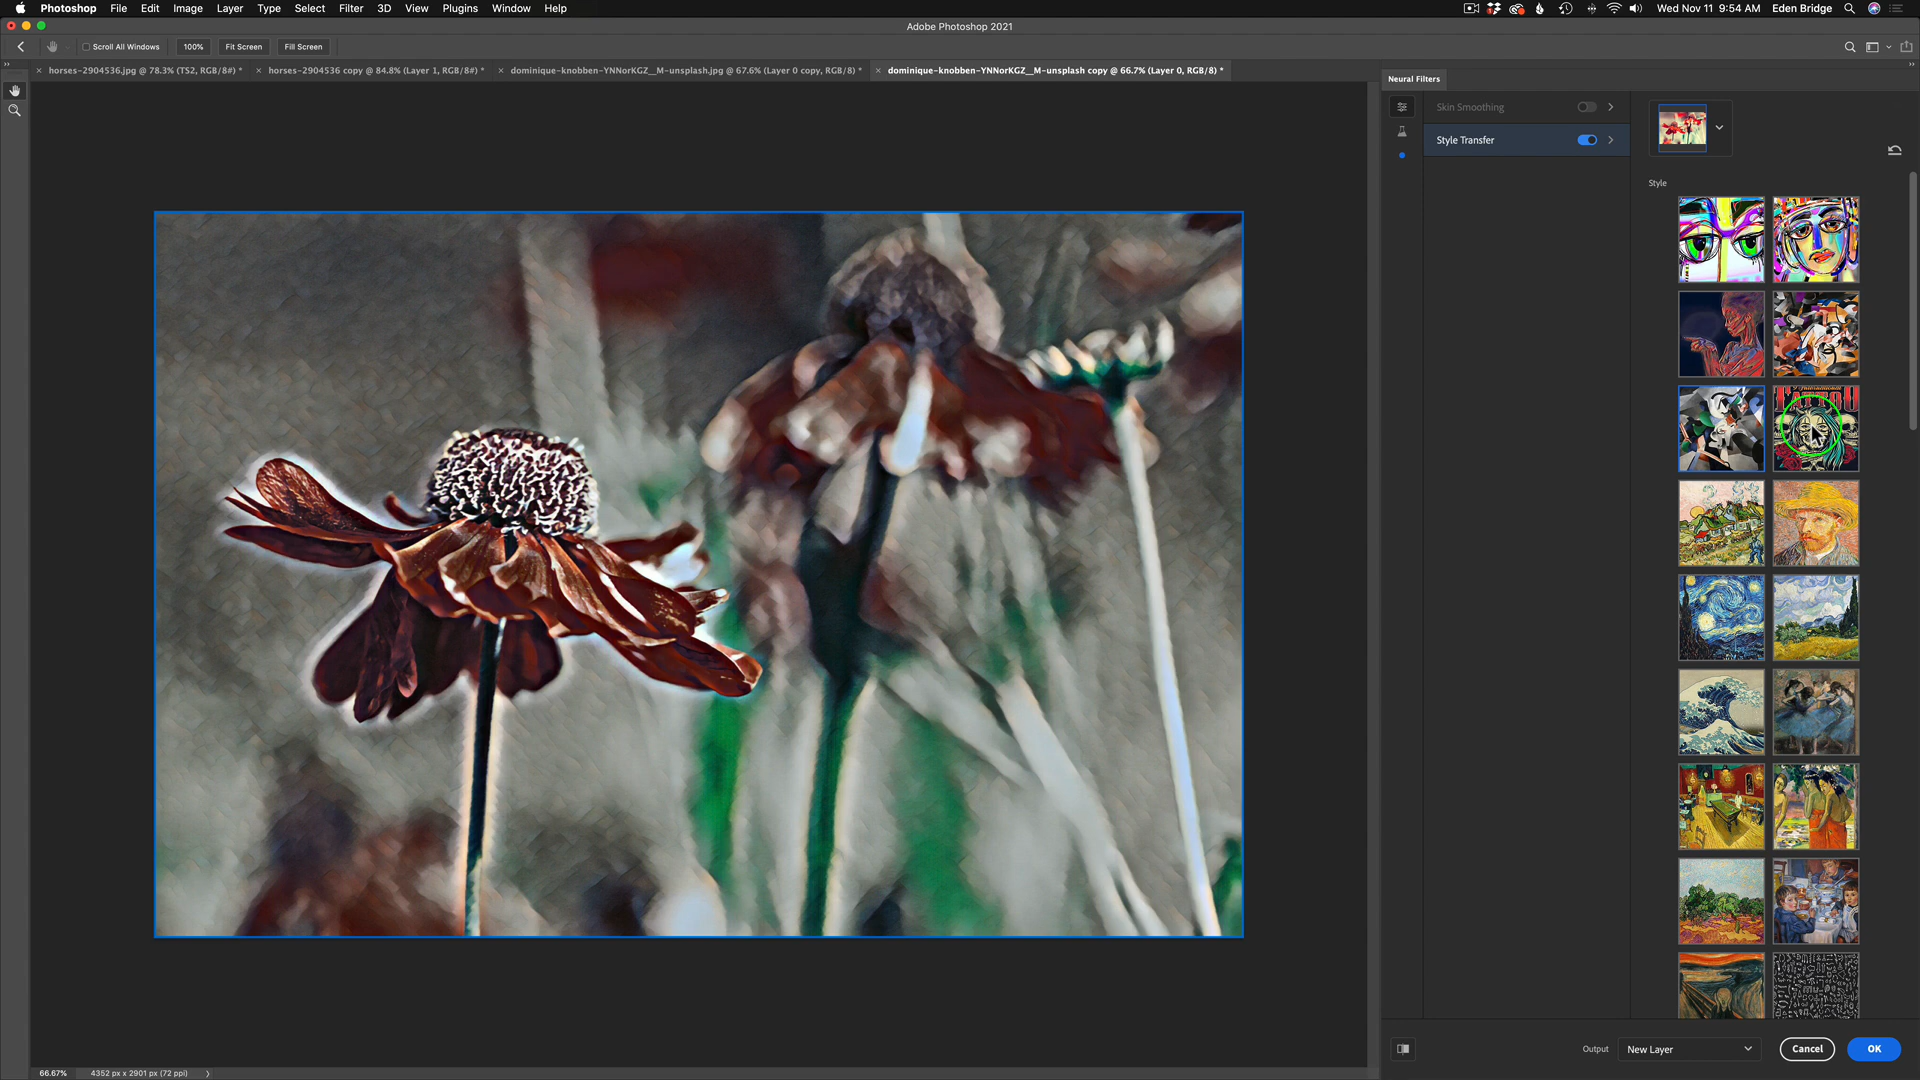 Photoshop File Edit Image Layer Type Select Filter 3D View Plugins Window Help
Wed Nov 11 9:54 AM Eden Bridge
Adobe Photoshop 2021
Scroll All Windows 100% Fit Screen Fill Screen
horses-2904536.jpg @ 78.3% (TS2, RGB/8#) *
horses-2904536 copy @ 84.8% (Layer 1, RGB/8#) *
dominique-knobben-YNNorKGZ__M-unsplash.jpg @ 67.6% (Layer 0 copy, RGB/8) *
dominique-knobben-YNNorKGZ__M-unsplash copy @ 66.7% (Layer 0, RGB/8) *
Neural Filters
Skin Smoothing
Style Transfer
Style
TATTOO
Output New Layer
Cancel
OK
66.67% 4352 px x 2901 px (72 ppi)